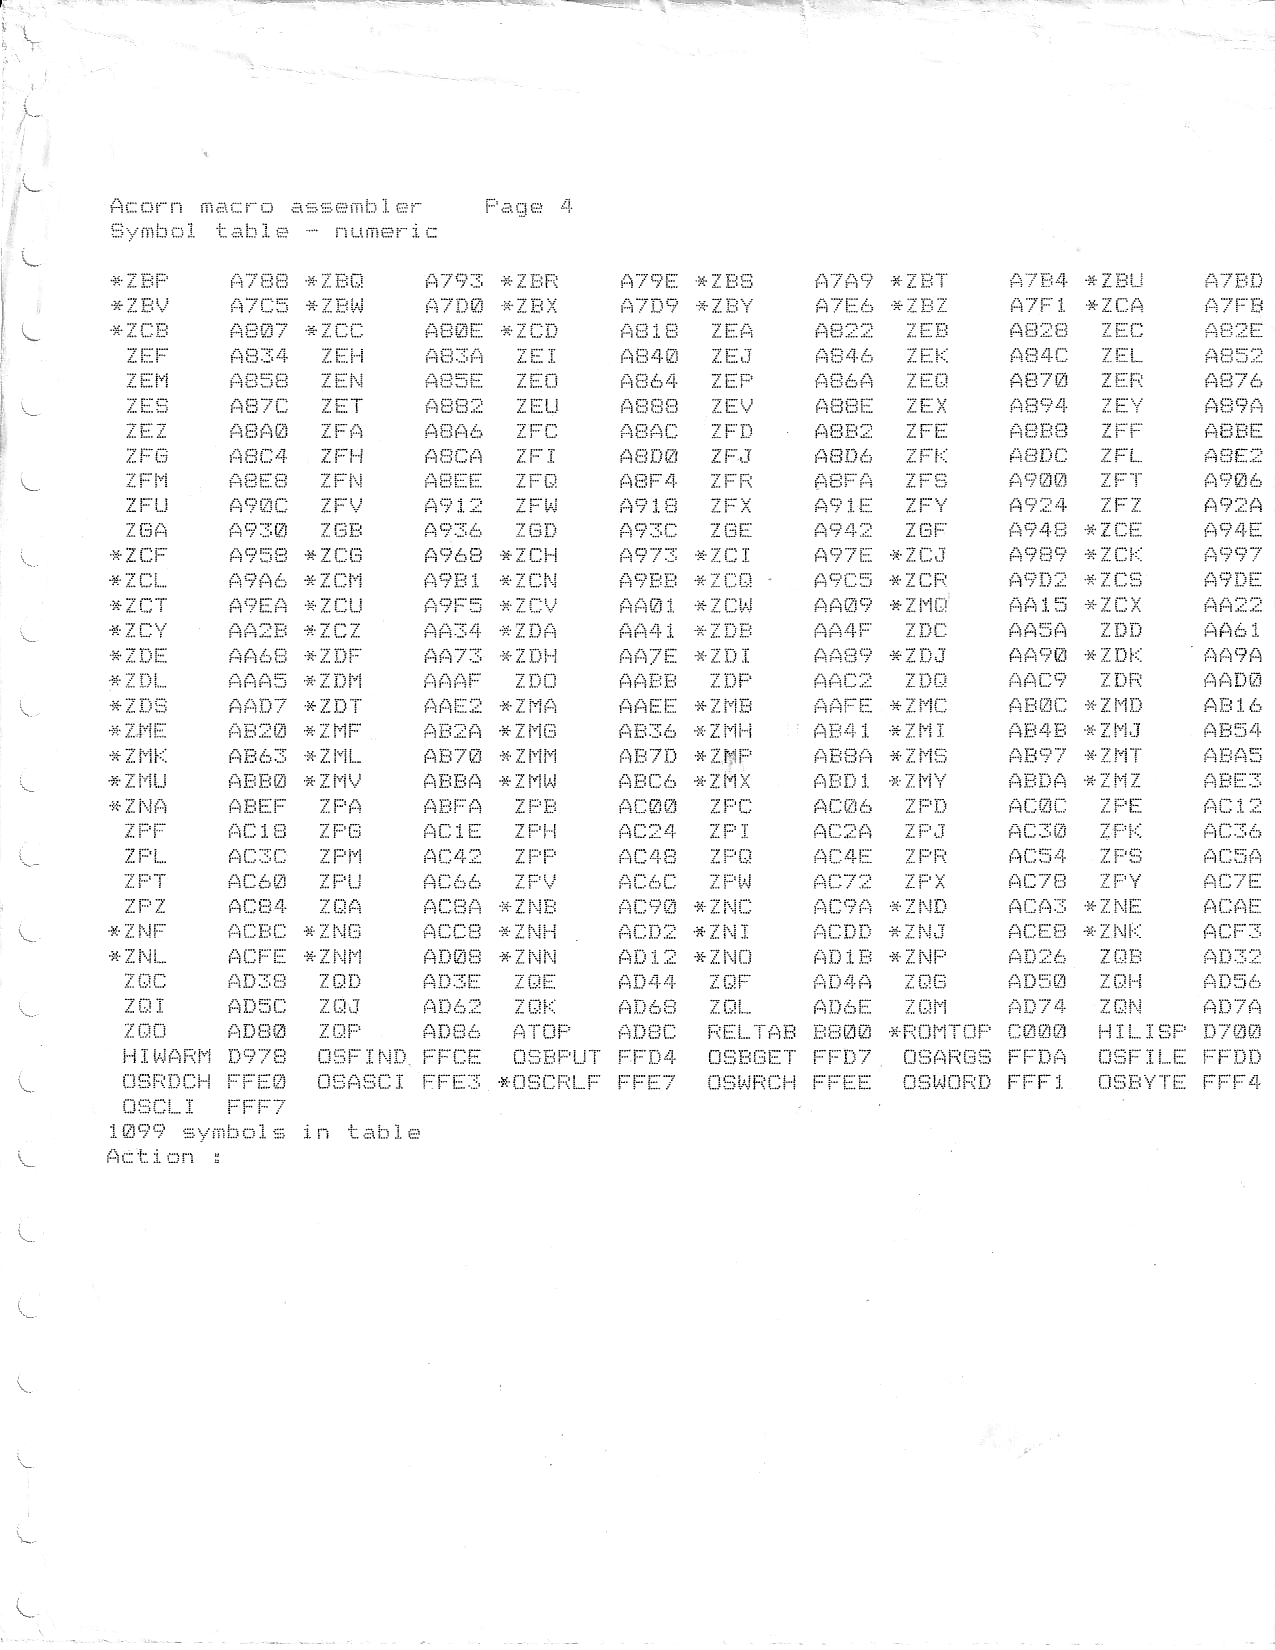 Acorn macro assembler    Page 4
Symbol table - numeric
*ZBP    A788 *ZBQ    A793 *ZBR    A79E *ZBS    A7A9 *ZBT    A7B4 *ZBU    A7BD
*ZBV    A7C5 *ZBW    A7D0 *ZBX    A7D9 *ZBY    A7E6 *ZBZ    A7F1 *ZCA    A7FB
*ZCB    A807 *ZCC    A80E *ZCD    A818  ZEA    A822  ZEB    A828  ZEC    A82E
 ZEF    A834  ZEH    A83A  ZEI    A840  ZEJ    A846  ZEK    A84C  ZEL    A852
 ZEM    A858  ZEN    A85E  ZEO    A864  ZEP    A86A  ZEQ    A870  ZER    A876
 ZES    A87C  ZET    A882  ZEU    A888  ZEV    A88E  ZEX    A894  ZEY    A89A
 ZEZ    A8A0  ZFA    A8A6  ZFC    A8AC  ZFD    A8B2  ZFE    A8B8  ZFF    A8BE
 ZFG    A8C4  ZFH    A8CA  ZFI    A8D0  ZFJ    A8D6  ZFK    A8DC  ZFL    A8E2
 ZFM    A8E8  ZFN    A8EE  ZFQ    A8F4  ZFR    A8FA  ZFS    A900  ZFT    A906
 ZFU    A90C  ZFV    A912  ZFW    A918  ZFX    A91E  ZFY    A924  ZFZ    A92A
 ZGA    A930  ZGB    A936  ZGD    A93C  ZGE    A942  ZGF    A948 *ZCE    A94E
*ZCF    A958 *ZCG    A968 *ZCH    A973 *ZCI    A97E *ZCJ    A989 *ZCK    A997
*ZCL    A9A6 *ZCM    A9B1 *ZCN    A9BB *ZCQ    A9C5 *ZCR    A9D2 *ZCS    A9DE
*ZCT    A9EA *ZCU    A9F5 *ZCV    AA01 *ZCW    AA09 *ZMQ    AA15 *ZCX    AA22
*ZCY    AA2B *ZCZ    AA34 *ZDA    AA41 *ZDB    AA4F  ZDC    AA5A  ZDD    AA61
*ZDE    AA68 *ZDF    AA73 *ZDH    AA7E *ZDI    AA89 *ZDJ    AA90 *ZDK    AA9A
*ZDL    AAA5 *ZDM    AAAF  ZDO    AABB  ZDP    AAC2  ZDQ    AAC9  ZDR    AAD0
*ZDS    AAD7 *ZDT    AAE2 *ZMA    AAEE *ZMB    AAFE *ZMC    AB0C *ZMD    AB16
*ZME    AB20 *ZMF    AB2A *ZMG    AB36 *ZMH    AB41 *ZMI    AB4B *ZMJ    AB54
*ZMK    AB63 *ZML    AB70 *ZMM    AB7D *ZMP    AB8A *ZMS    AB97 *ZMT    ABA5
*ZMU    ABB0 *ZMV    ABBA *ZMW    ABC6 *ZMX    ABD1 *ZMY    ABDA *ZMZ    ABE3
*ZNA    ABEF  ZPA    ABFA  ZPB    AC00  ZPC    AC06  ZPD    AC0C  ZPE    AC12
 ZPF    AC18  ZPG    AC1E  ZPH    AC24  ZPI    AC2A  ZPJ    AC30  ZPK    AC36
 ZPL    AC3C  ZPM    AC42  ZPP    AC48  ZPQ    AC4E  ZPR    AC54  ZPS    AC5A
 ZPT    AC60  ZPU    AC66  ZPV    AC6C  ZPW    AC72  ZPX    AC78  ZPY    AC7E
 ZPZ    AC84  ZQA    AC8A *ZNB    AC90 *ZNC    AC9A *ZND    ACA3 *ZNE    ACAE
*ZNF    ACBC *ZNG    ACC8 *ZNH    ACD2 *ZNI    ACDD *ZNJ    ACE8 *ZNK    ACF3
*ZNL    ACFE *ZNM    AD08 *ZNN    AD12 *ZNO    AD1B *ZNP    AD26  ZQB    AD32
 ZQC    AD38  ZQD    AD3E  ZQE    AD44  ZQF    AD4A  ZQG    AD50  ZQH    AD56
 ZQI    AD5C  ZQJ    AD62  ZQK    AD68  ZQL    AD6E  ZQM    AD74  ZQN    AD7A
 ZQO    AD80  ZQP    AD86  ATOP   AD8C  RELTAB B800 *ROMTOP C000  HILISP D700
 HIWARM D978  OSFIND FFCE  OSBPUT FFD4  OSBGET FFD7  OSARGS FFDA  OSFILE FFDD
 OSRDCH FFE0  OSASCI FFE3 *OSCRLF FFE7  OSWRCH FFEE  OSWORD FFF1  OSBYTE FFF4
 OSCLI  FFF7
1099 symbols in table
Action :